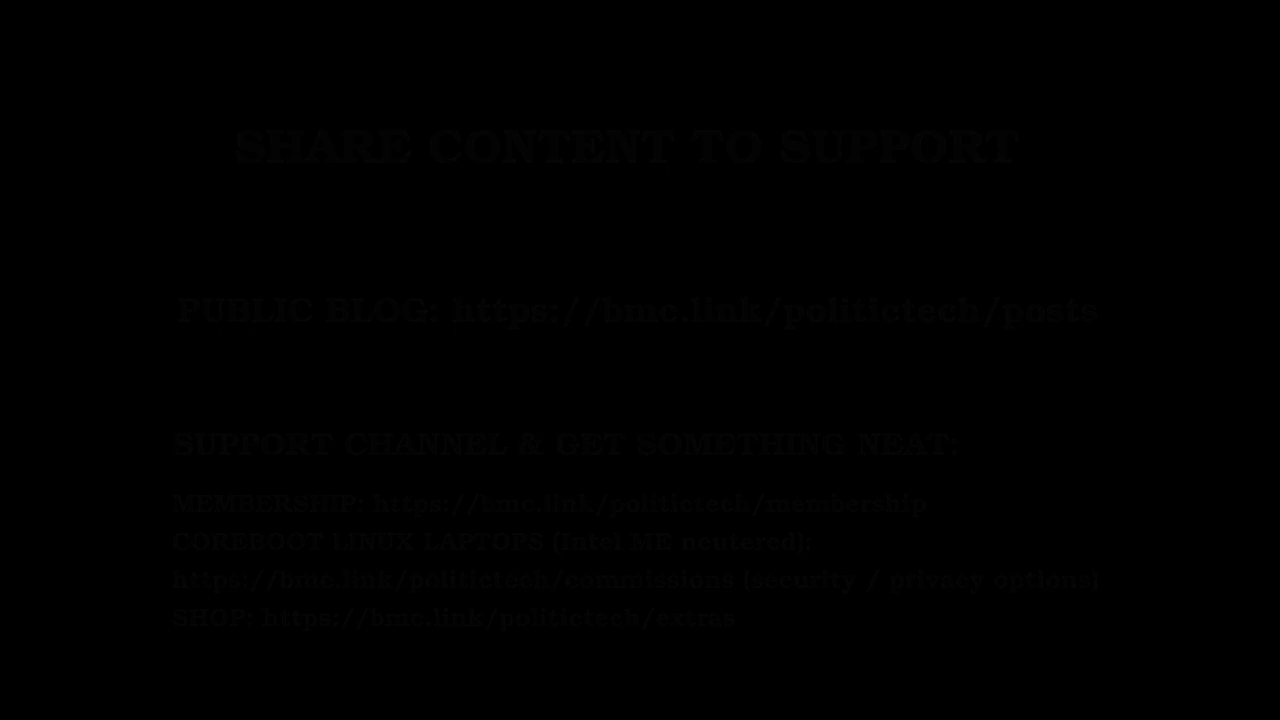 SHARE CONTENT TO SUPPORT
PUBLIC BLOG: https://bmc.link/politictech/posts
SUPPORT CHANNEL & GET SOMETHING NEAT:
MEMBERSHIP: https://bmc.link/politictech/membership
COREBOOT LINUX LAPTOPS (Intel ME neutered):
https://bmc.link/politictech/commissions (security / privacy options)
SHOP: https://bmc.link/politictech/extras